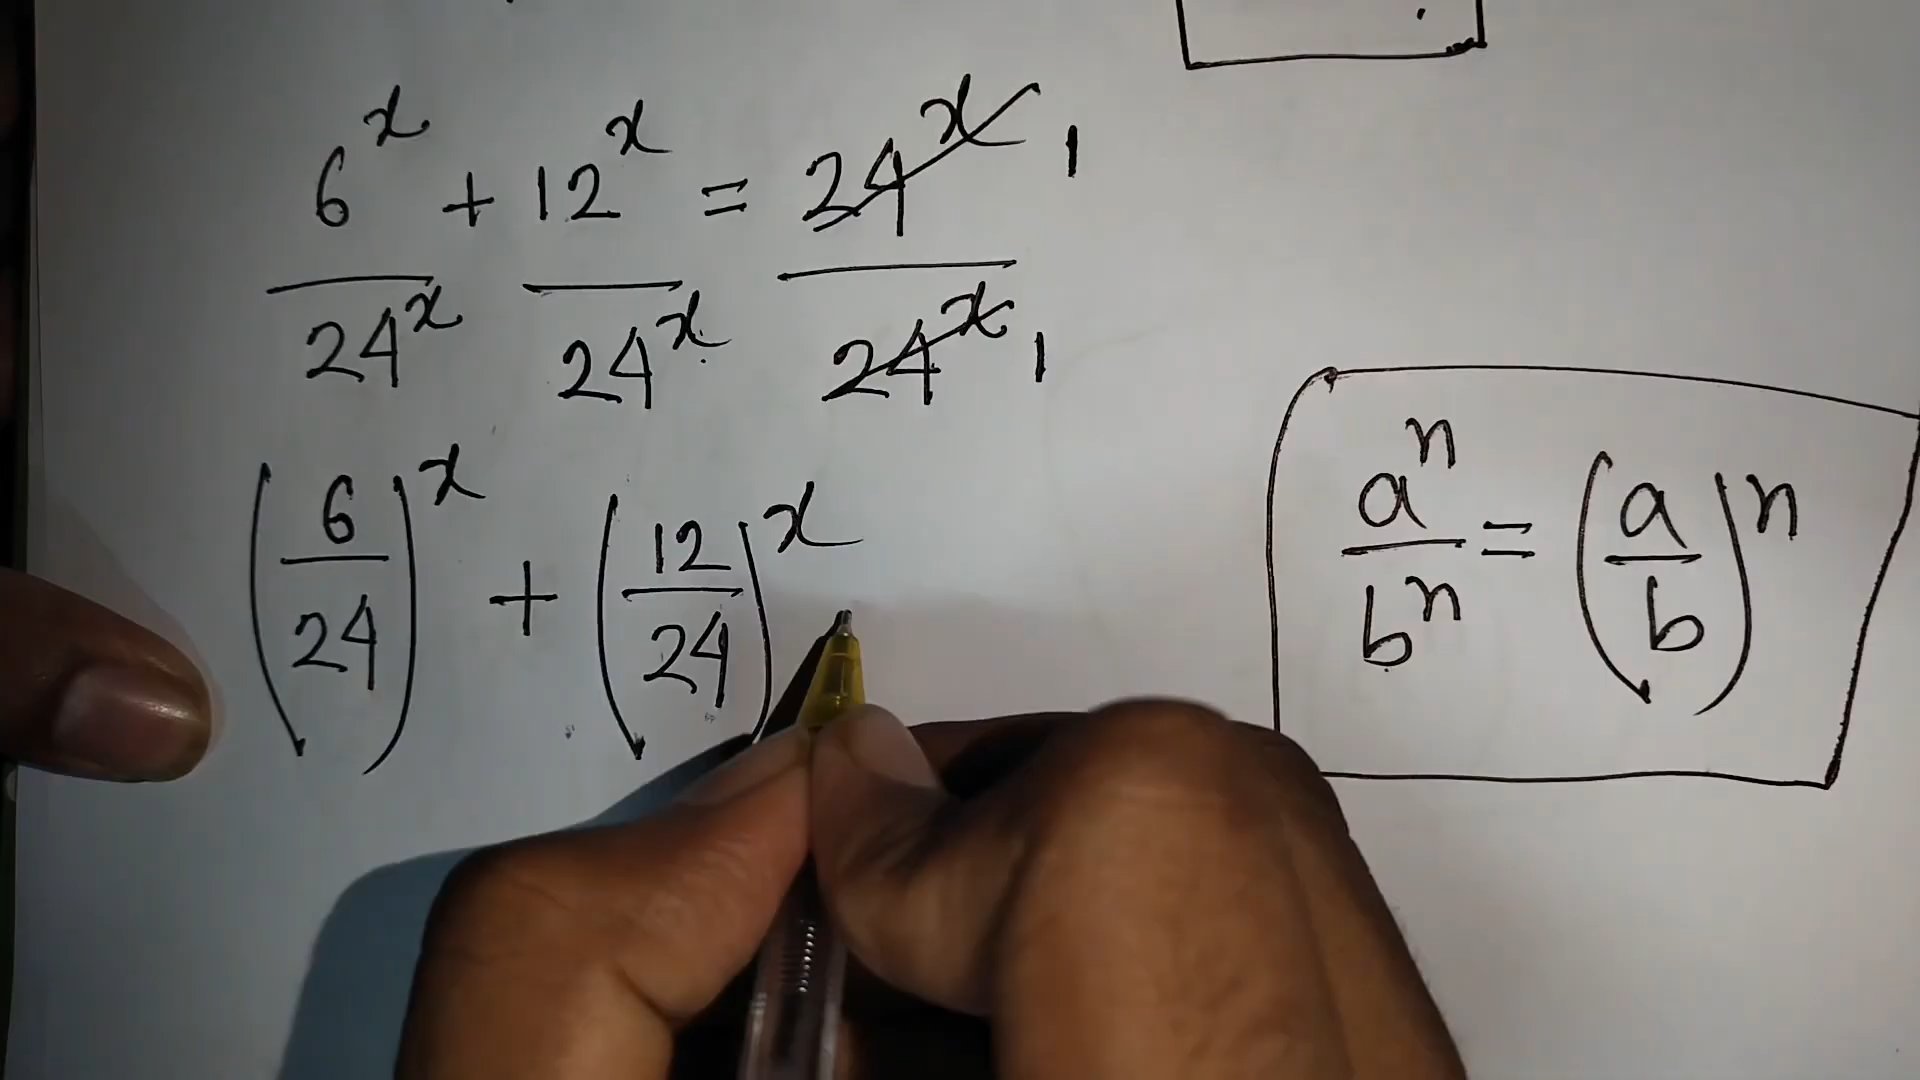 6^x + 12^x = 24^x 1
24^x 24^x 24^x 1
(6/24)^x + (12/24)^x
a^n/b^n = (a/b)^n